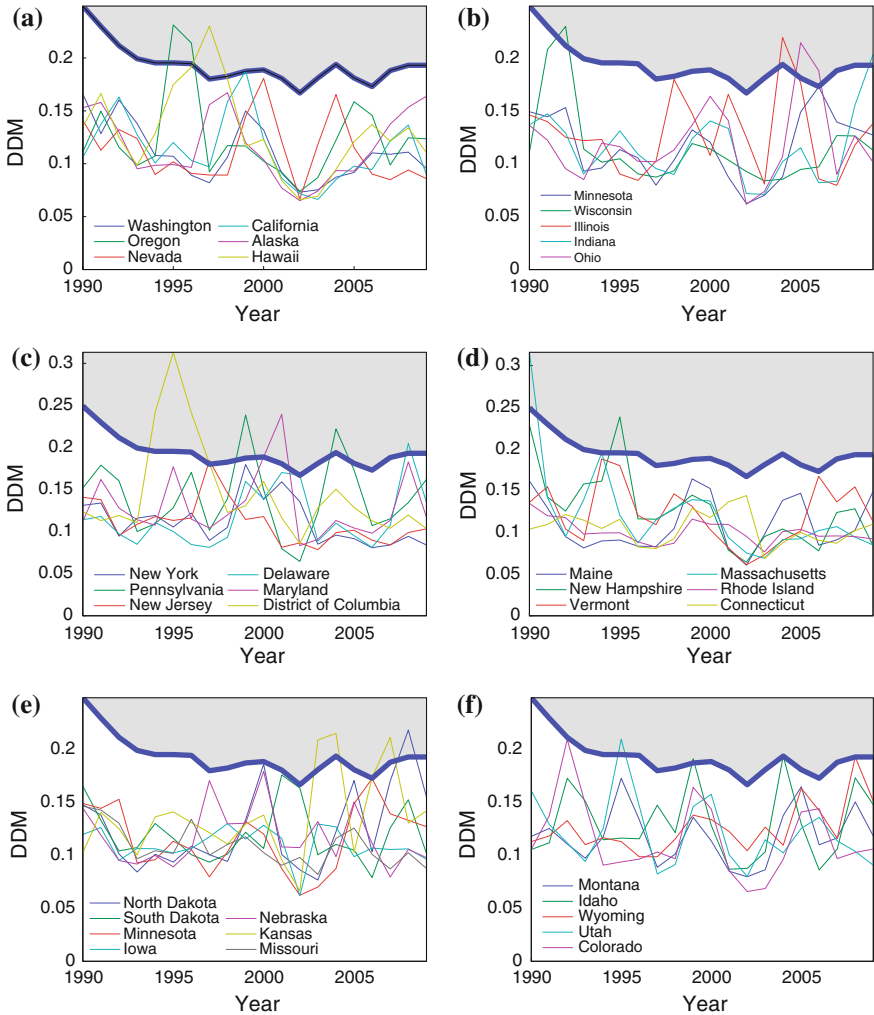 (a)
0.2
0.15
0.1
0.05
0
DDM
Washington
Oregon
Nevada
California
Alaska
Hawaii
1990 1995 2000 2005
Year
(b)
0.2
0.15
0.1
0.05
0
DDM
Minnesota
Wisconsin
Illinois
Indiana
Ohio
1990 1995 2000 2005
Year
(c)
0.3
0.25
0.2
0.15
0.1
0.05
0
DDM
New York
Pennsylvania
New Jersey
Delaware
Maryland
District of Columbia
1990 1995 2000 2005
Year
(d)
0.3
0.25
0.2
0.15
0.1
0.05
0
DDM
Maine
New Hampshire
Vermont
Massachusetts
Rhode Island
Connecticut
1990 1995 2000 2005
Year
(e)
0.2
0.15
0.1
0.05
0
DDM
North Dakota
South Dakota
Minnesota
Iowa
Nebraska
Kansas
Missouri
1990 1995 2000 2005
Year
(f)
0.2
0.15
0.1
0.05
0
DDM
Montana
Idaho
Wyoming
Utah
Colorado
1990 1995 2000 2005
Year